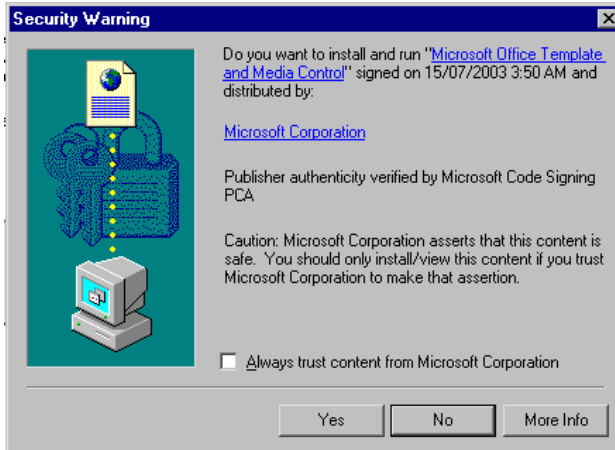 Security Warning
Do you want to install and run "Microsoft Office Template
and Media Control" signed on 15/07/2003 3:50 AM and
distributed by:
Microsoft Corporation
Publisher authenticity verified by Microsoft Code Signing
PCA
Caution: Microsoft Corporation asserts that this content is
safe. You should only install/view this content if you trust
Microsoft Corporation to make that assertion.
Always trust content from Microsoft Corporation
Yes No More Info